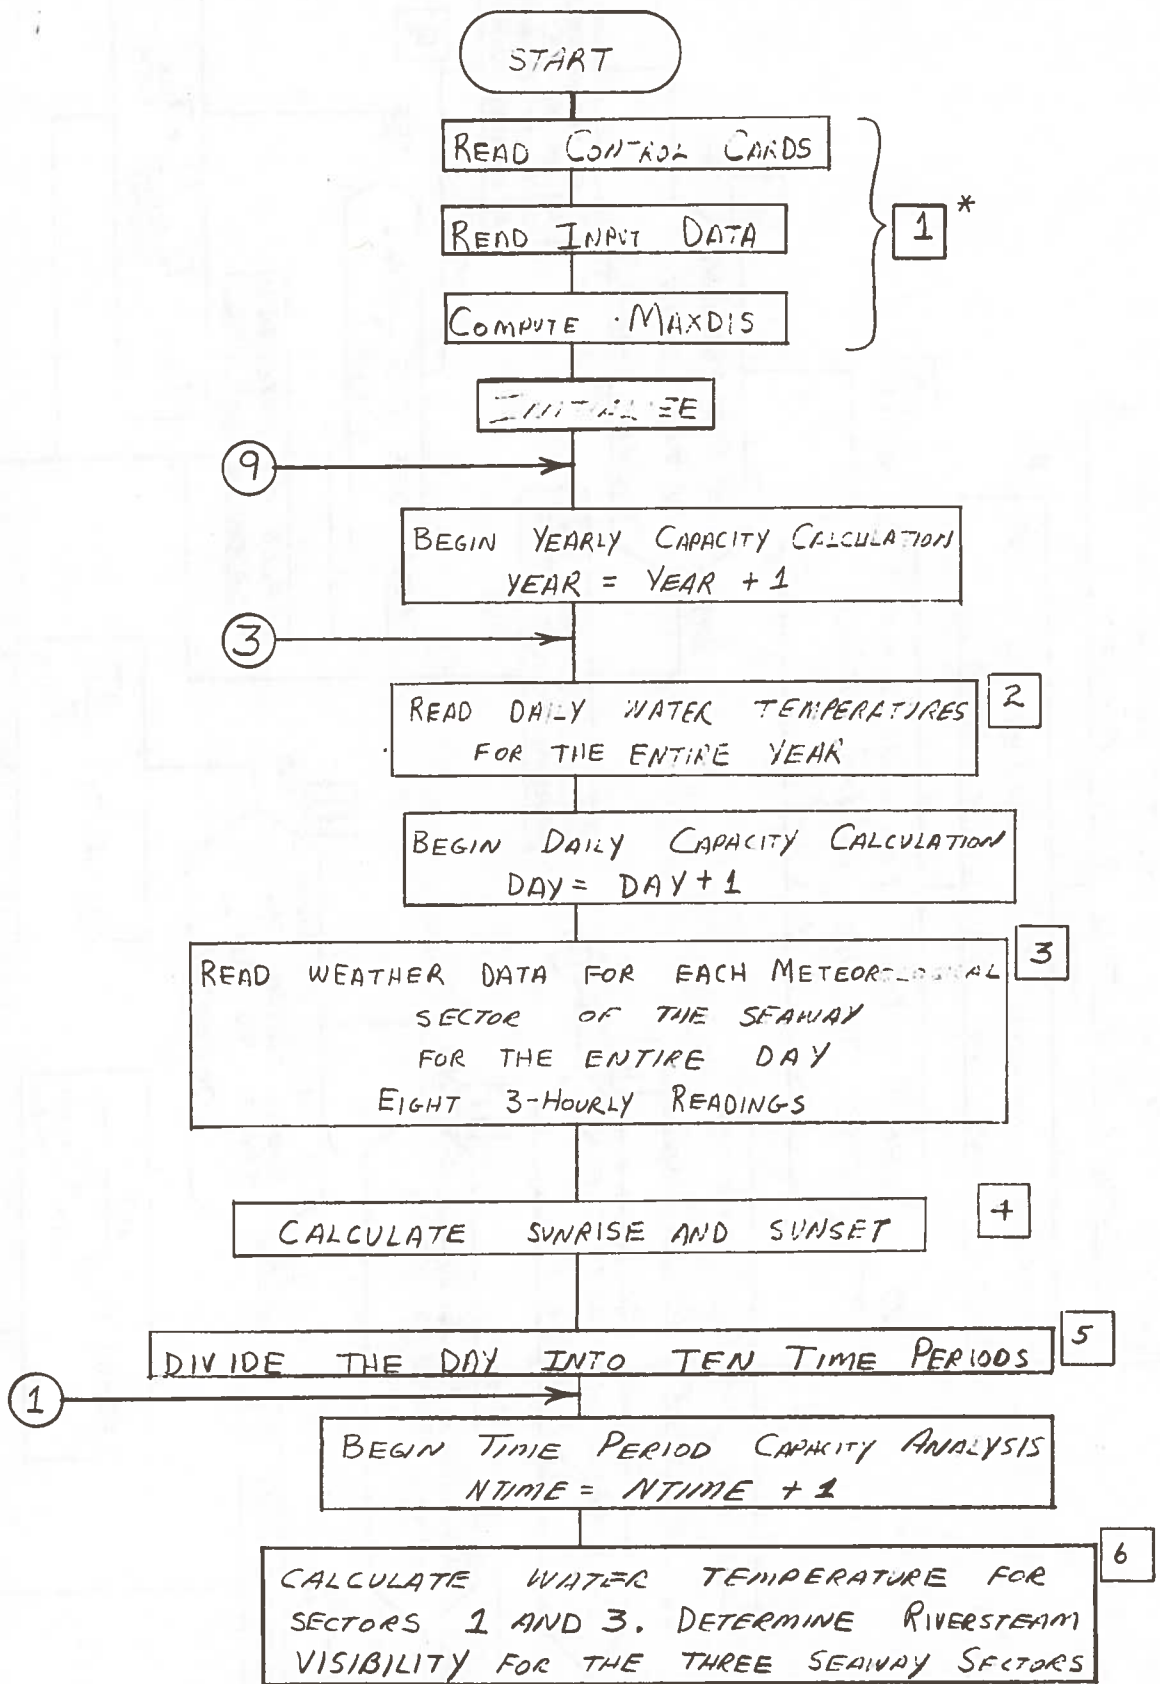 START
READ CONTROL CARDS
READ INPUT DATA
1 *
COMPUTE · MAXDIS
INITIALIZE
9
BEGIN YEARLY CAPACITY CALCULATION
YEAR = YEAR + 1
3
READ DAILY WATER TEMPERATURES
FOR THE ENTIRE YEAR
2
BEGIN DAILY CAPACITY CALCULATION
DAY = DAY + 1
READ WEATHER DATA FOR EACH METEOROLOGICAL
SECTOR OF THE SEAWAY
FOR THE ENTIRE DAY
EIGHT 3-HOURLY READINGS
3
CALCULATE SUNRISE AND SUNSET
4
DIVIDE THE DAY INTO TEN TIME PERIODS
5
1
BEGIN TIME PERIOD CAPACITY ANALYSIS
NTIME = NTIME + 1
CALCULATE WATER TEMPERATURE FOR
SECTORS 1 AND 3. DETERMINE RIVERSTEAM
VISIBILITY FOR THE THREE SEAWAY SECTORS
6